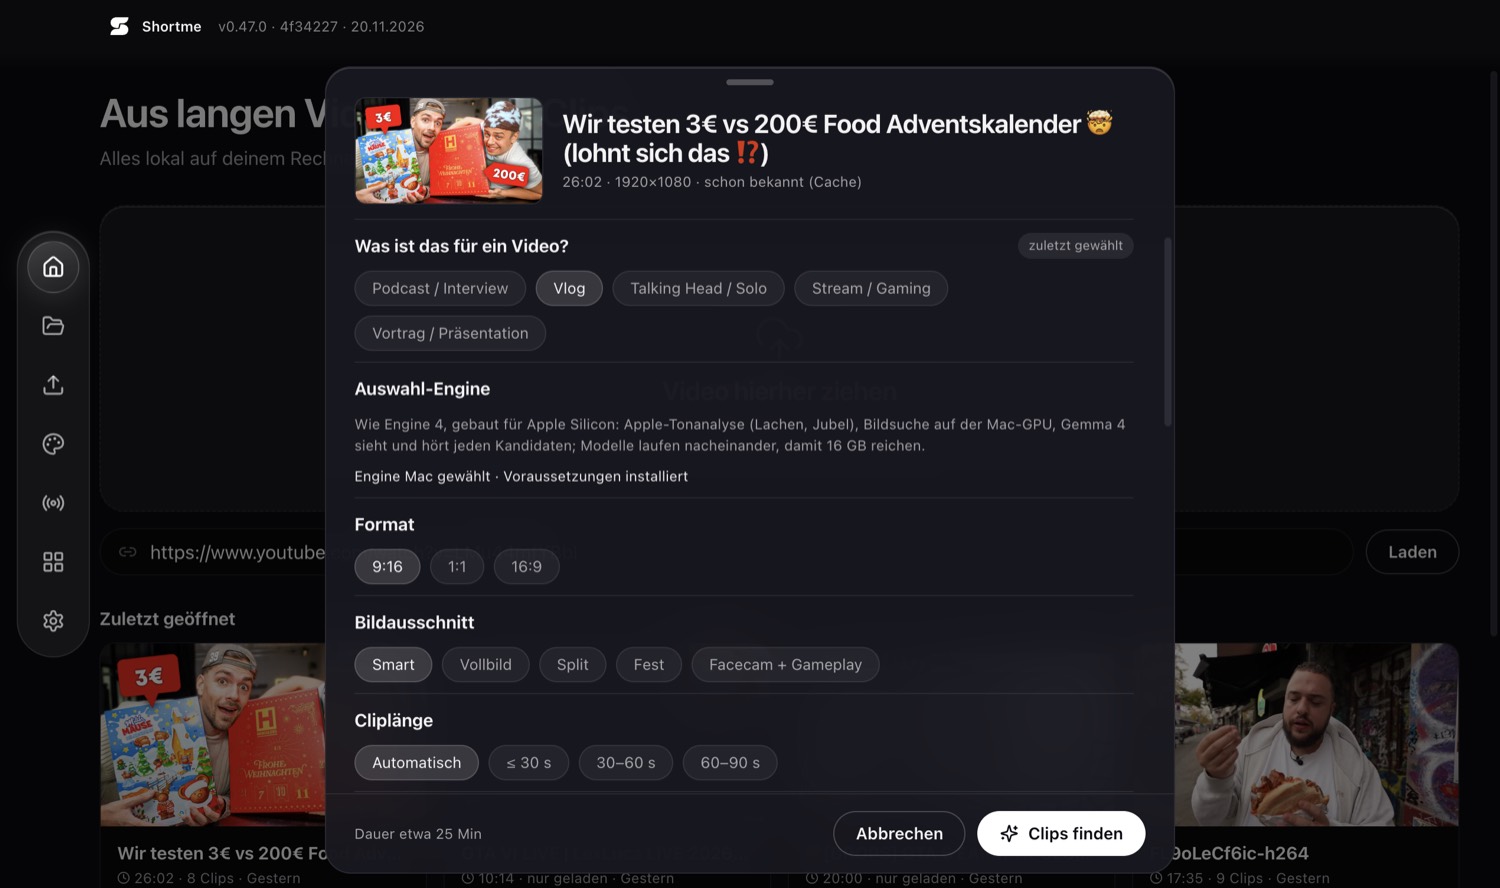 Shortme v0.47.0 · 4f34227 · 20.11.2026
Aus langen
Alles lokal auf deinem
3€
200€
Wir testen 3€ vs 200€ Food Adventskalender 🤯
(lohnt sich das ⁉️)
26:02 · 1920×1080 · schon bekannt (Cache)
Was ist das für ein Video?
zuletzt gewählt
Podcast / Interview
Vlog
Talking Head / Solo
Stream / Gaming
Vortrag / Präsentation
Video hierher ziehen
Auswahl-Engine
Wie Engine 4, gebaut für Apple Silicon: Apple-Tonanalyse (Lachen, Jubel), Bildsuche auf der Mac-GPU, Gemma 4
sieht und hört jeden Kandidaten; Modelle laufen nacheinander, damit 16 GB reichen.
Engine Mac gewählt · Voraussetzungen installiert
Format
9:16
1:1
16:9
https://www.youtube
Laden
Bildausschnitt
Smart
Vollbild
Split
Fest
Facecam + Gameplay
Cliplänge
Automatisch
≤ 30 s
30–60 s
60–90 s
Dauer etwa 25 Min
Abbrechen
Clips finden
Zuletzt geöffnet
3€
H
FROHE
WEIHNACHTEN
Wir testen 3€ vs 200€
26:02 · 8 Clips · Gestern
10:14 · nur geladen · Gestern
20:00 · nur geladen · Gestern
9oLeCf6ic-h264
17:35 · 9 Clips · Gestern